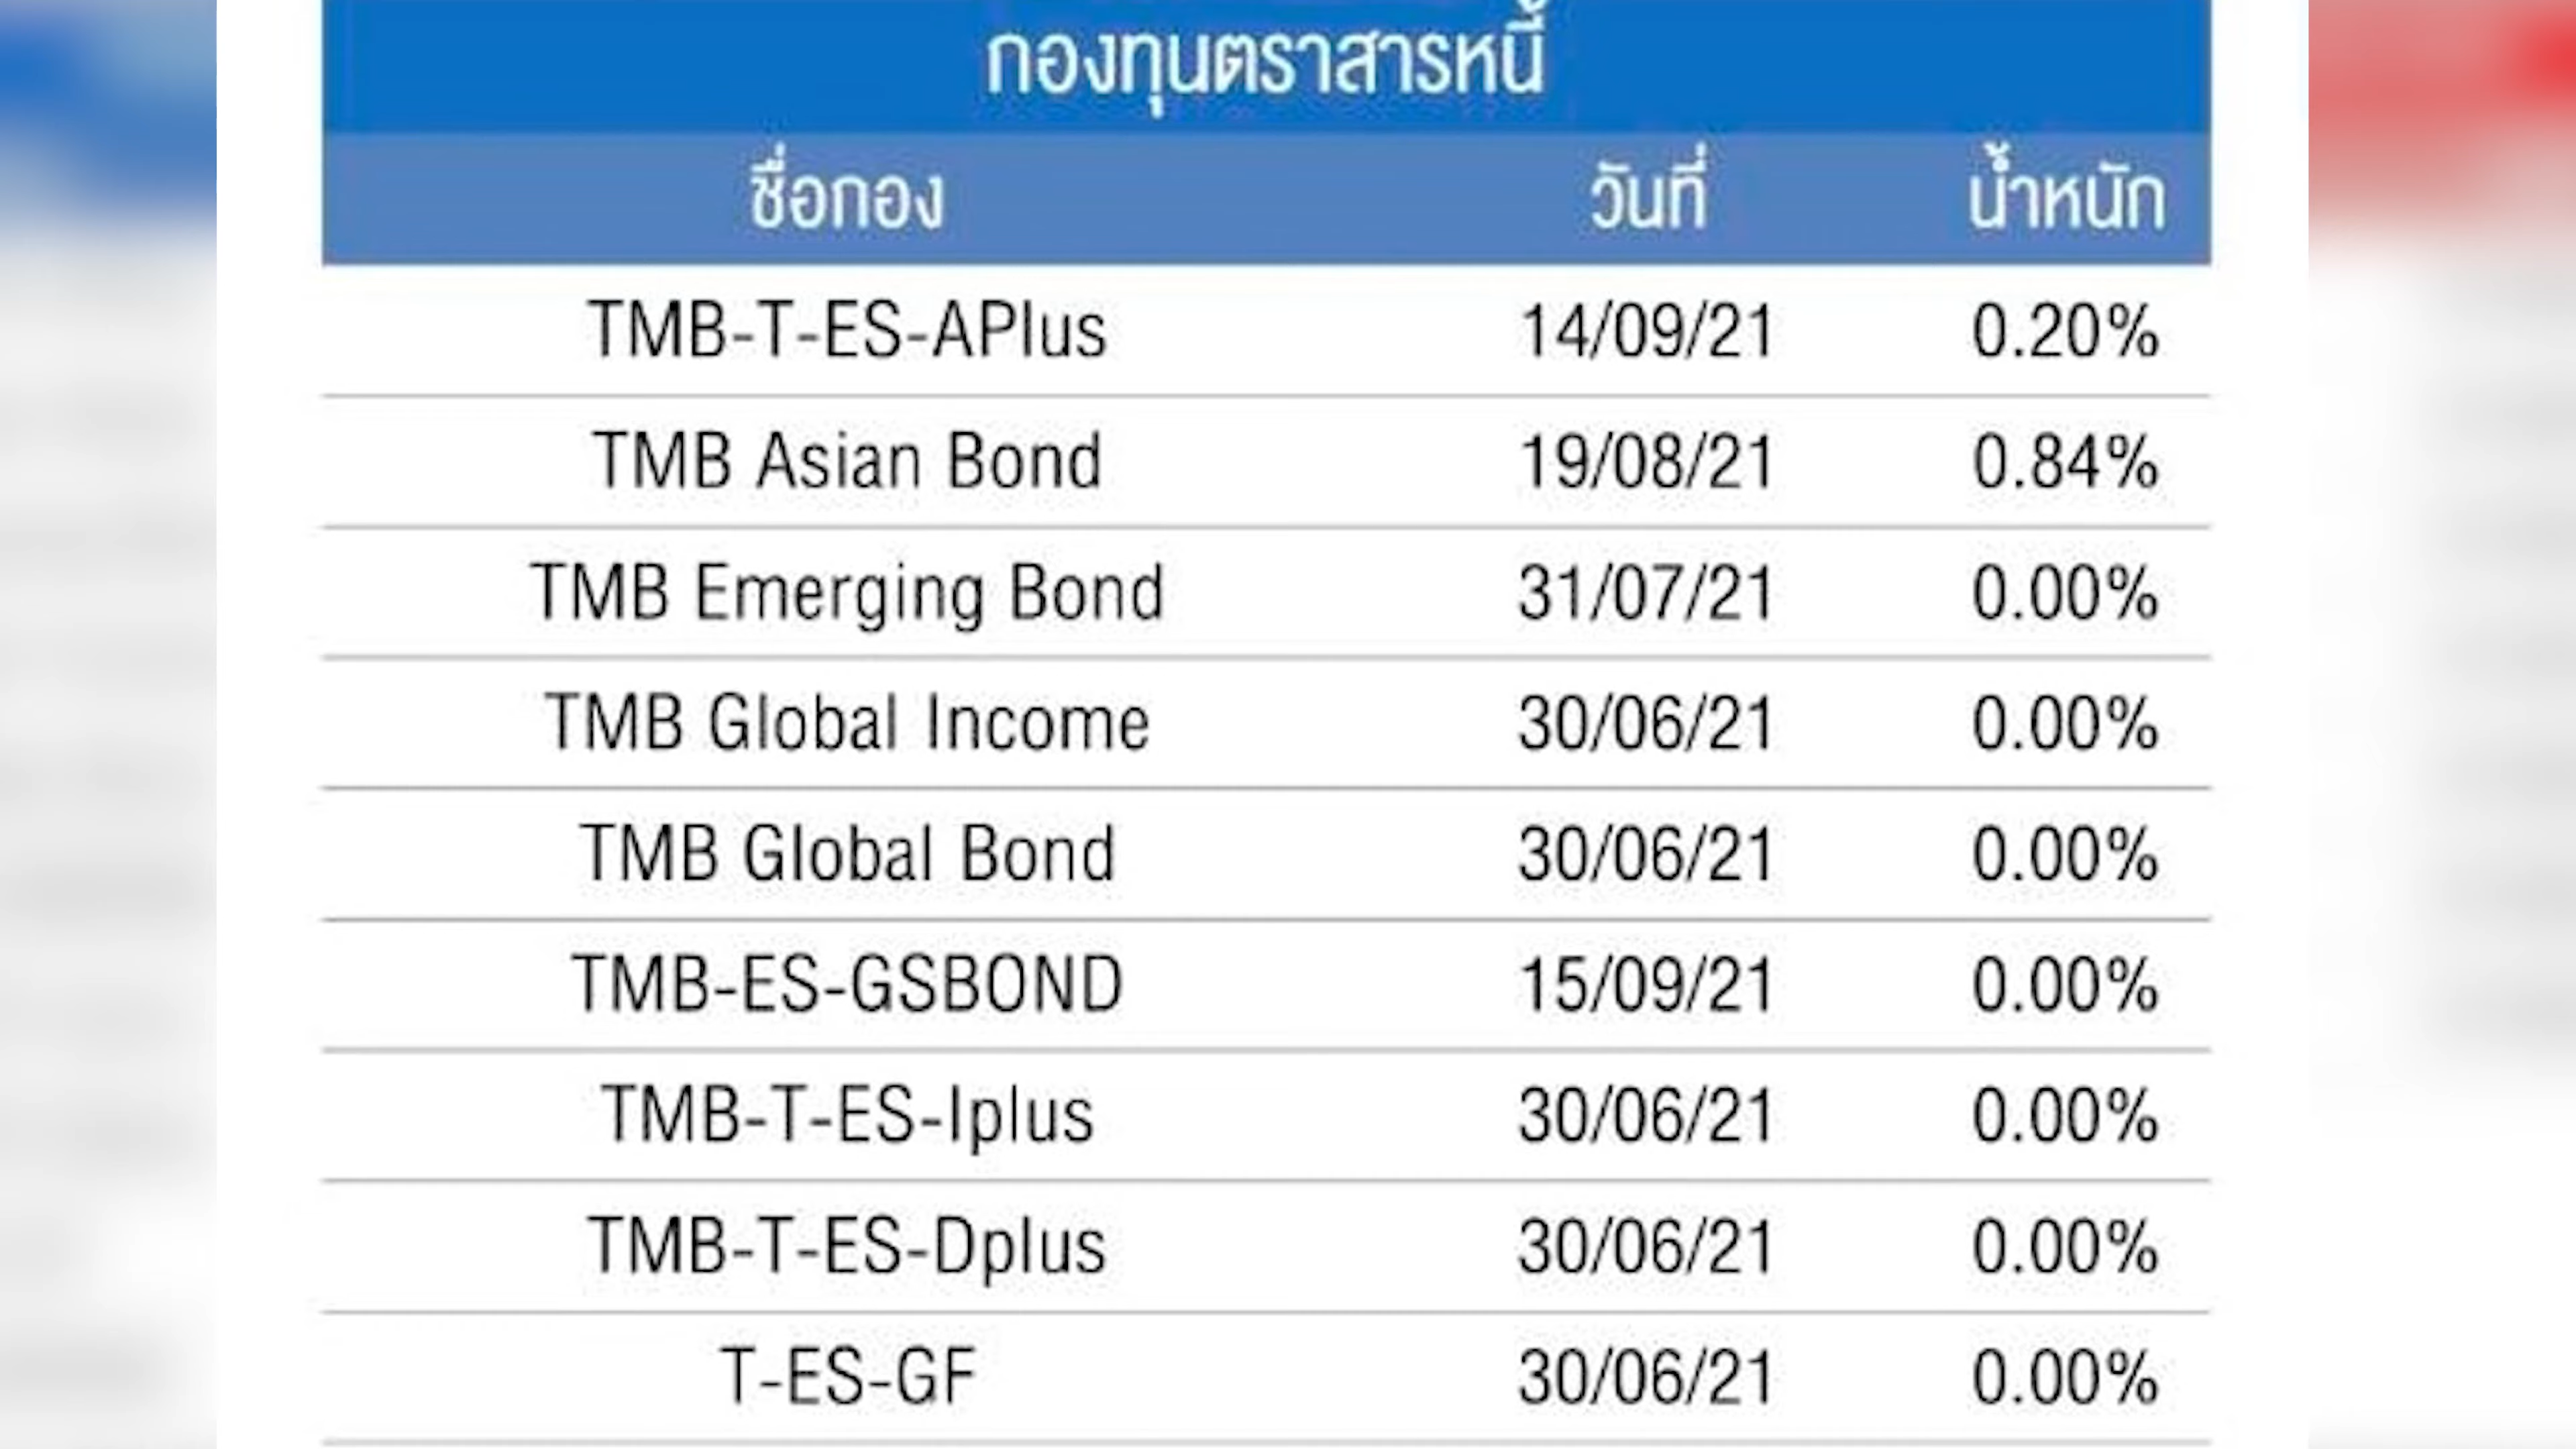 กองทุนตราสารหนี้
ชื่อกอง วันที่ น้ำหนัก
TMB-T-ES-APlus 14/09/21 0.20%
TMB Asian Bond 19/08/21 0.84%
TMB Emerging Bond 31/07/21 0.00%
TMB Global Income 30/06/21 0.00%
TMB Global Bond 30/06/21 0.00%
TMB-ES-GSBOND 15/09/21 0.00%
TMB-T-ES-Iplus 30/06/21 0.00%
TMB-T-ES-Dplus 30/06/21 0.00%
T-ES-GF 30/06/21 0.00%